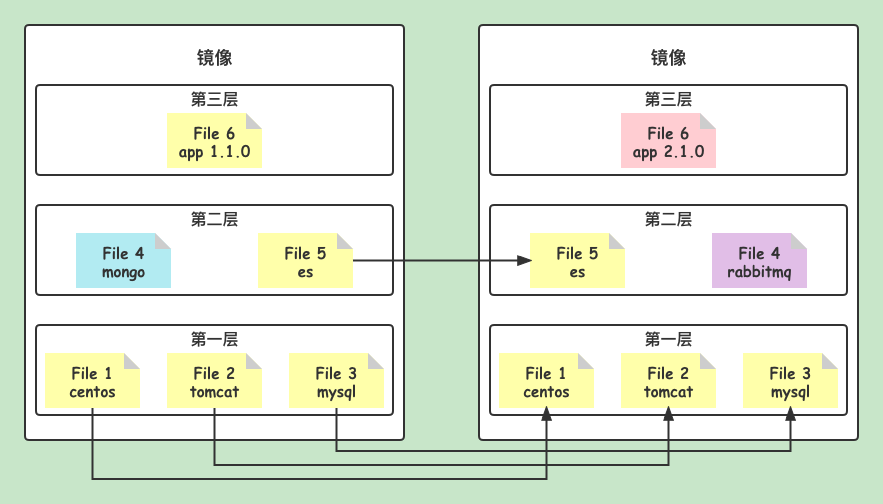 镜像
第三层
File 6
app 1.1.0
第二层
File 4
mongo
File 5
es
第一层
File 1
centos
File 2
tomcat
File 3
mysql
镜像
第三层
File 6
app 2.1.0
第二层
File 5
es
File 4
rabbitmq
第一层
File 1
centos
File 2
tomcat
File 3
mysql